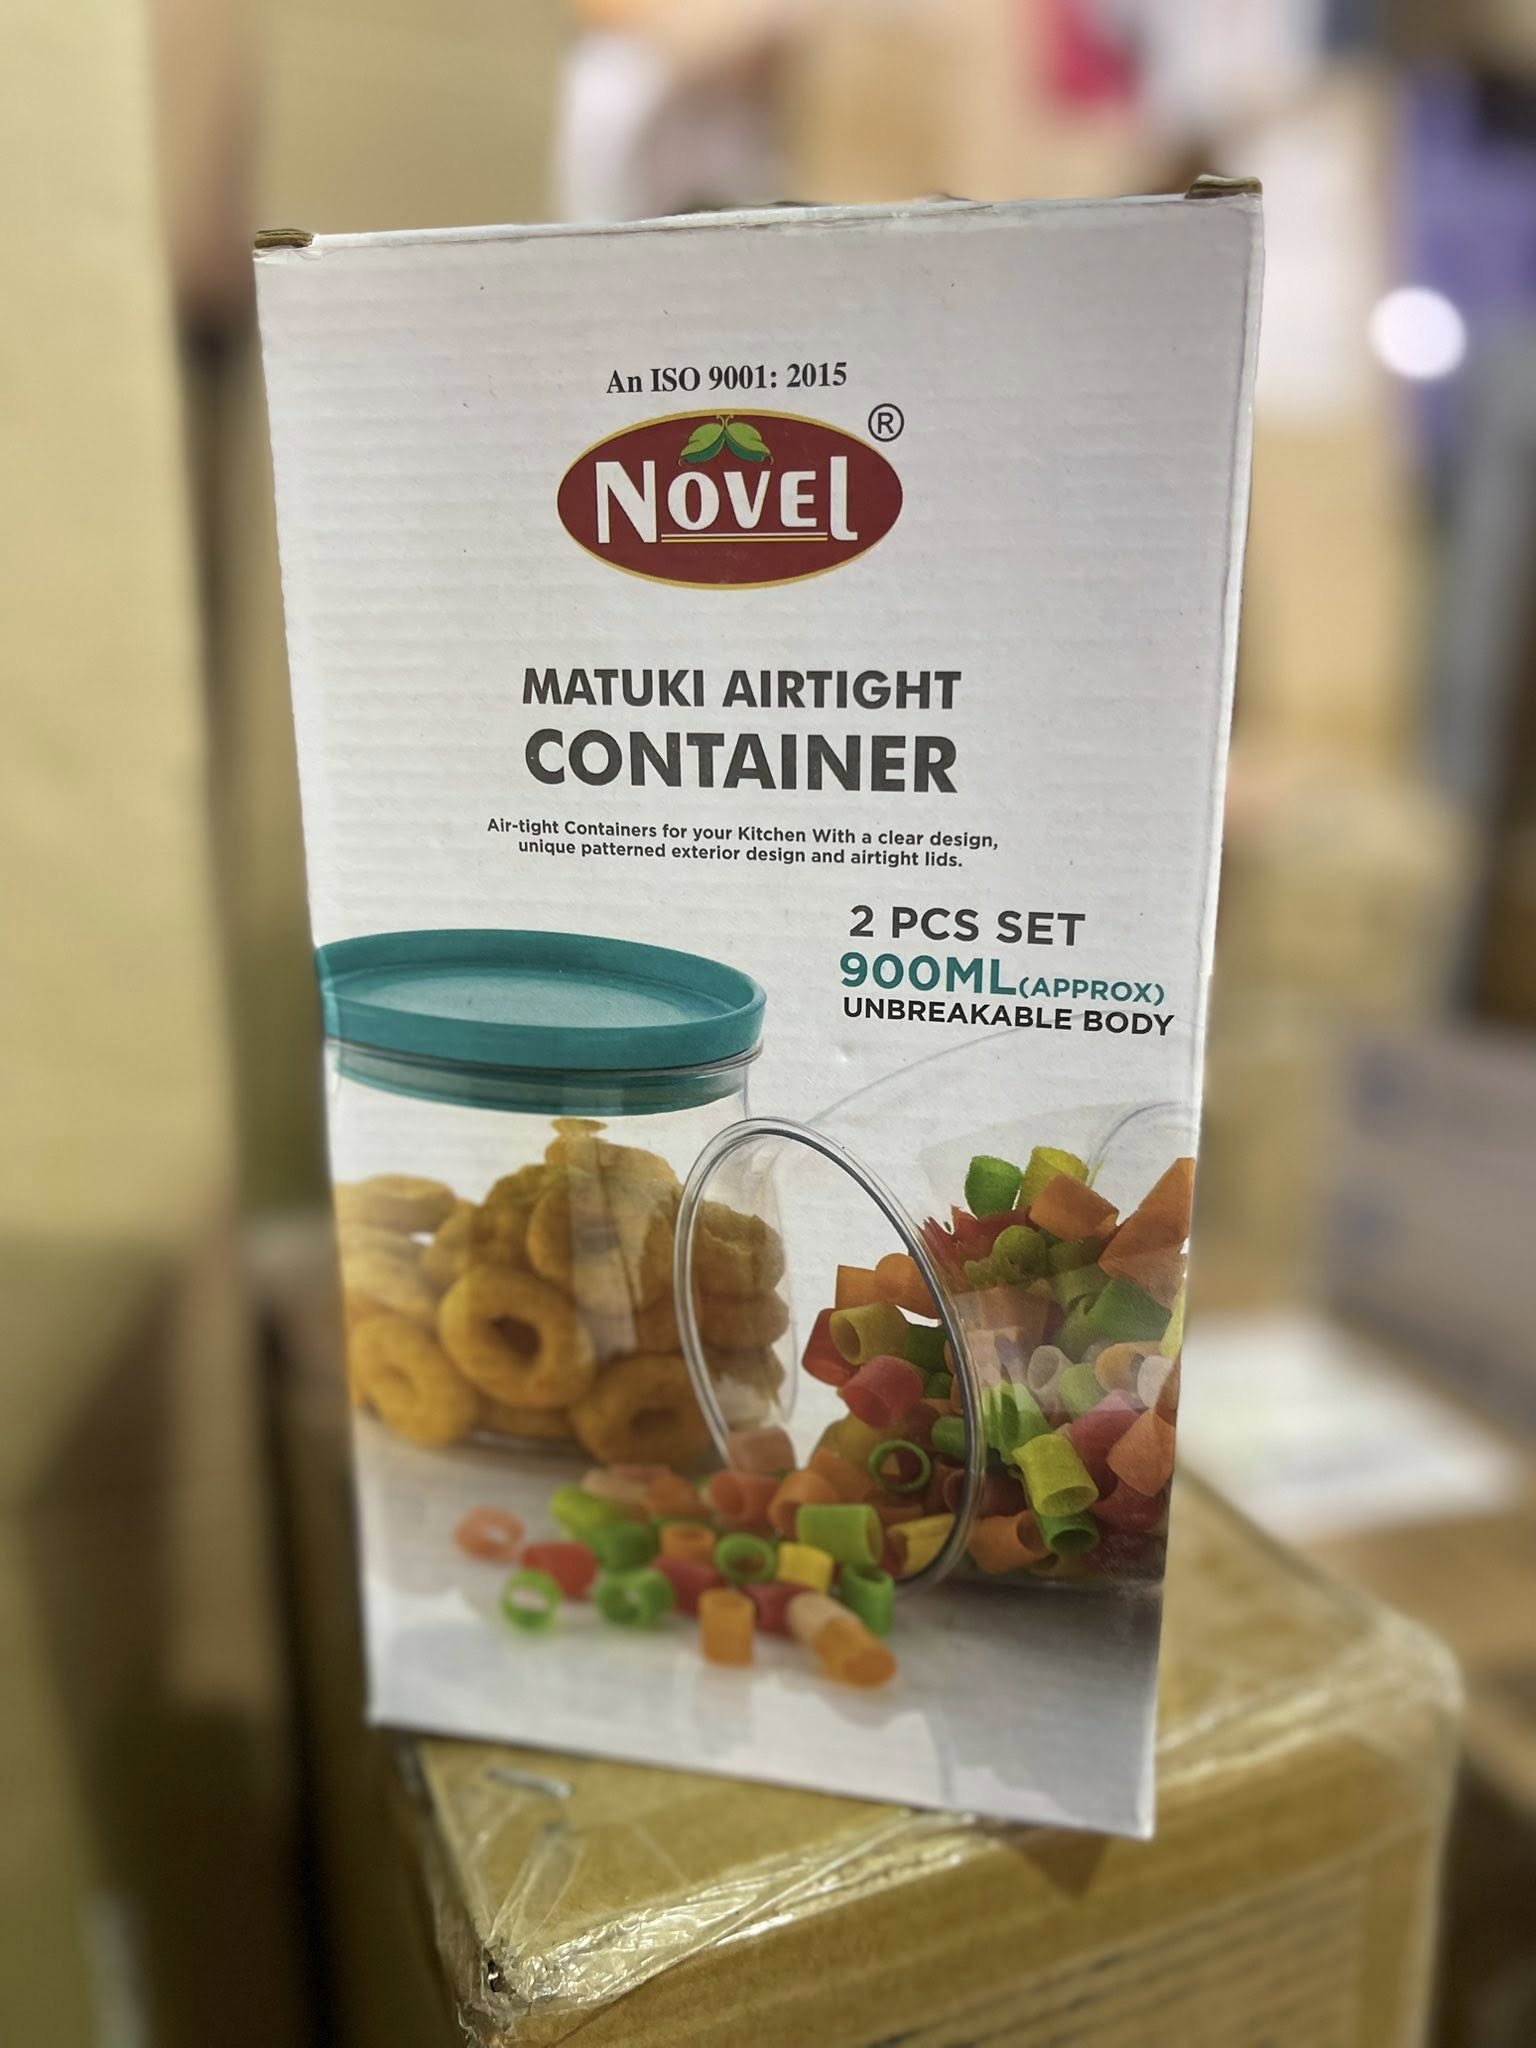 An ISO 9001: 2015
NOVEL®
MATUKI AIRTIGHT
CONTAINER
Air-tight Containers for your Kitchen With a clear design,
unique patterned exterior design and airtight lids.
2 PCS SET
900ML(APPROX)
UNBREAKABLE BODY